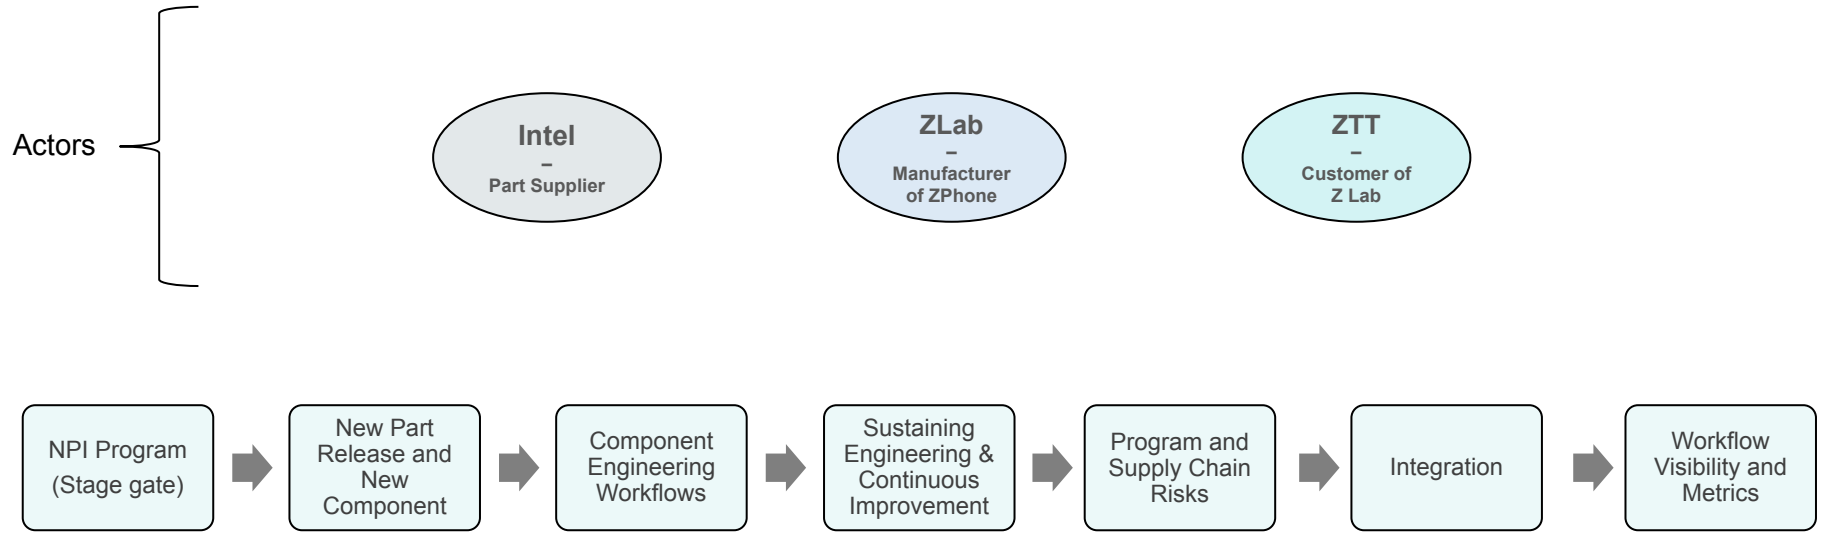 Actors
Intel
–
Part Supplier
ZLab
–
Manufacturer
of ZPhone
ZTT
–
Customer of
Z Lab
NPI Program
(Stage gate)
New Part
Release and
New
Component
Component
Engineering
Workflows
Sustaining
Engineering &
Continuous
Improvement
Program and
Supply Chain
Risks
Integration
Workflow
Visibility and
Metrics